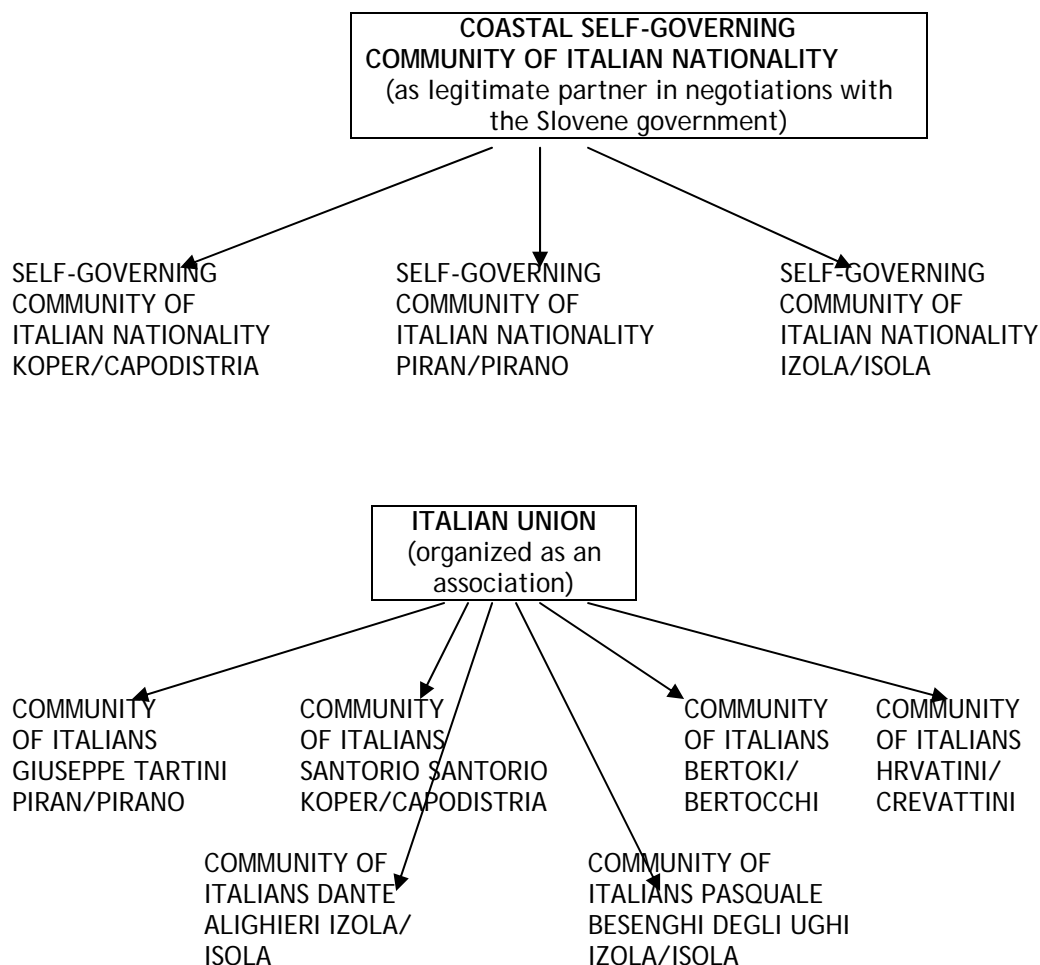 COASTAL SELF-GOVERNING
COMMUNITY OF ITALIAN NATIONALITY
(as legitimate partner in negotiations with
the Slovene government)
SELF-GOVERNING
COMMUNITY OF
ITALIAN NATIONALITY
KOPER/CAPODISTRIA
SELF-GOVERNING
COMMUNITY OF
ITALIAN NATIONALITY
PIRAN/PIRANO
SELF-GOVERNING
COMMUNITY OF
ITALIAN NATIONALITY
IZOLA/ISOLA
ITALIAN UNION
(organized as an
association)
COMMUNITY
OF ITALIANS
GIUSEPPE TARTINI
PIRAN/PIRANO
COMMUNITY
OF ITALIANS
SANTORIO SANTORIO
KOPER/CAPODISTRIA
COMMUNITY
OF ITALIANS
BERTOKI/
BERTOCCHI
COMMUNITY
OF ITALIANS
HRVATINI/
CREVATTINI
COMMUNITY OF
ITALIANS DANTE
ALIGHIERI IZOLA/
ISOLA
COMMUNITY OF
ITALIANS PASQUALE
BESENGHI DEGLI UGHI
IZOLA/ISOLA